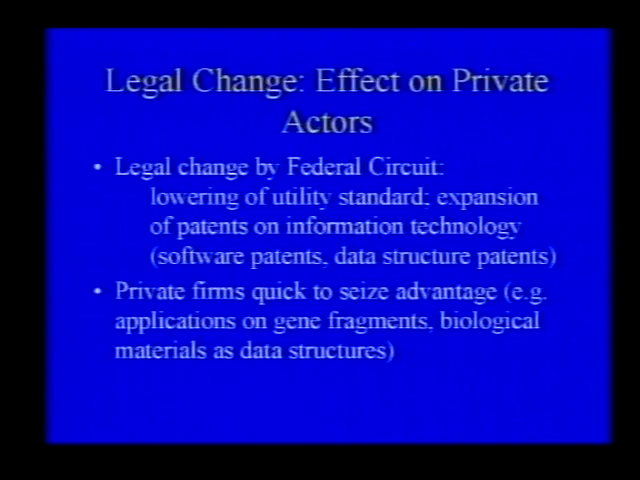 Legal Change: Effect on Private
Actors
• Legal change by Federal Circuit:
lowering of utility standard; expansion
of patents on information technology
(software patents, data structure patents)
• Private firms quick to seize advantage (e.g.
applications on gene fragments, biological
materials as data structures)